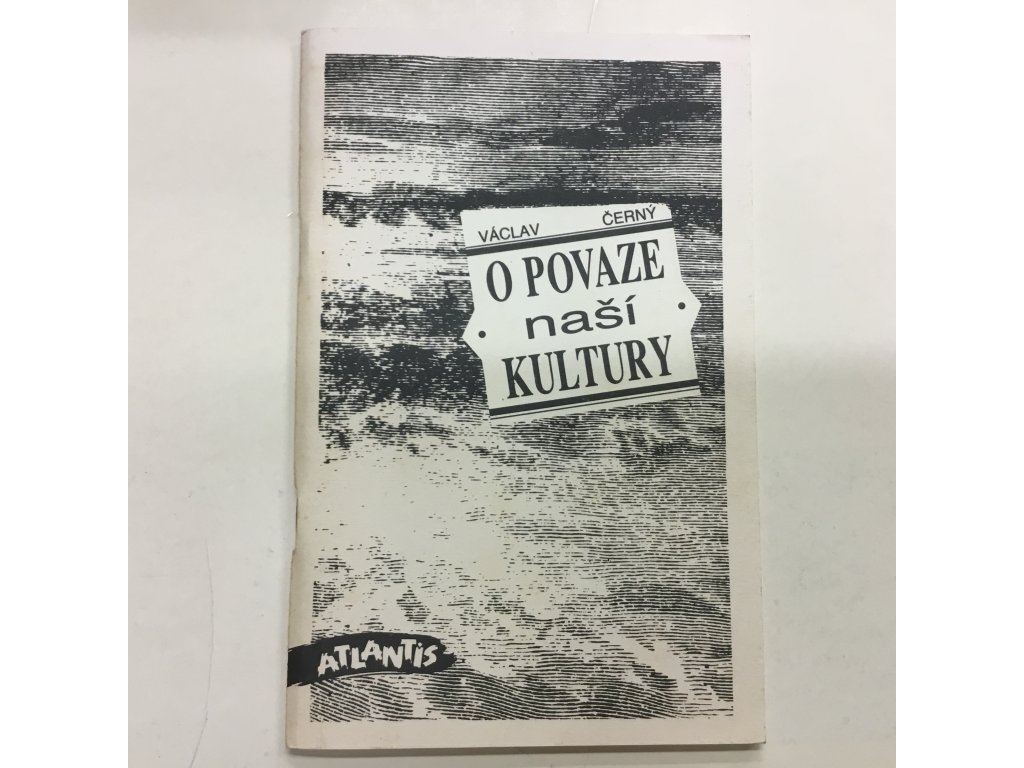 VÁCLAV ČERNÝ
O POVAZE
naší
KULTURY
ATLANTIS